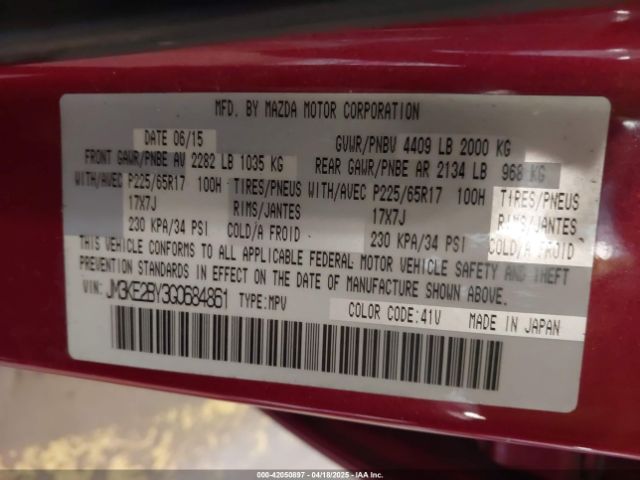 MFD. BY MAZDA MOTOR CORPORATION
DATE 06/15 GVWR/PNBV 4409 LB 2000 KG
FRONT GAWR/PNBE AV 2282 LB 1035 KG REAR GAWR/PNBE AR 2134 LB 968 KG
WITH/AVEC P225/65R17 100H TIRES/PNEUS WITH/AVEC P225/65R17 100H TIRES/PNEUS
17X7J RIMS/JANTES 17X7J RIMS/JANTES
230 KPA/34 PSI COLD/A FROID 230 KPA/34 PSI COLD/A FROID
THIS VEHICLE CONFORMS TO ALL APPLICABLE FEDERAL MOTOR VEHICLE SAFETY AND THEFT
PREVENTION STANDARDS IN EFFECT ON THE DATE OF MANUFACTURE SHOWN ABOVE.
VIN: JM3KE2BY3G0684861 TYPE:MPV
COLOR CODE:41V MADE IN JAPAN
000-42050897 - 04/18/2025 - IAA Inc.